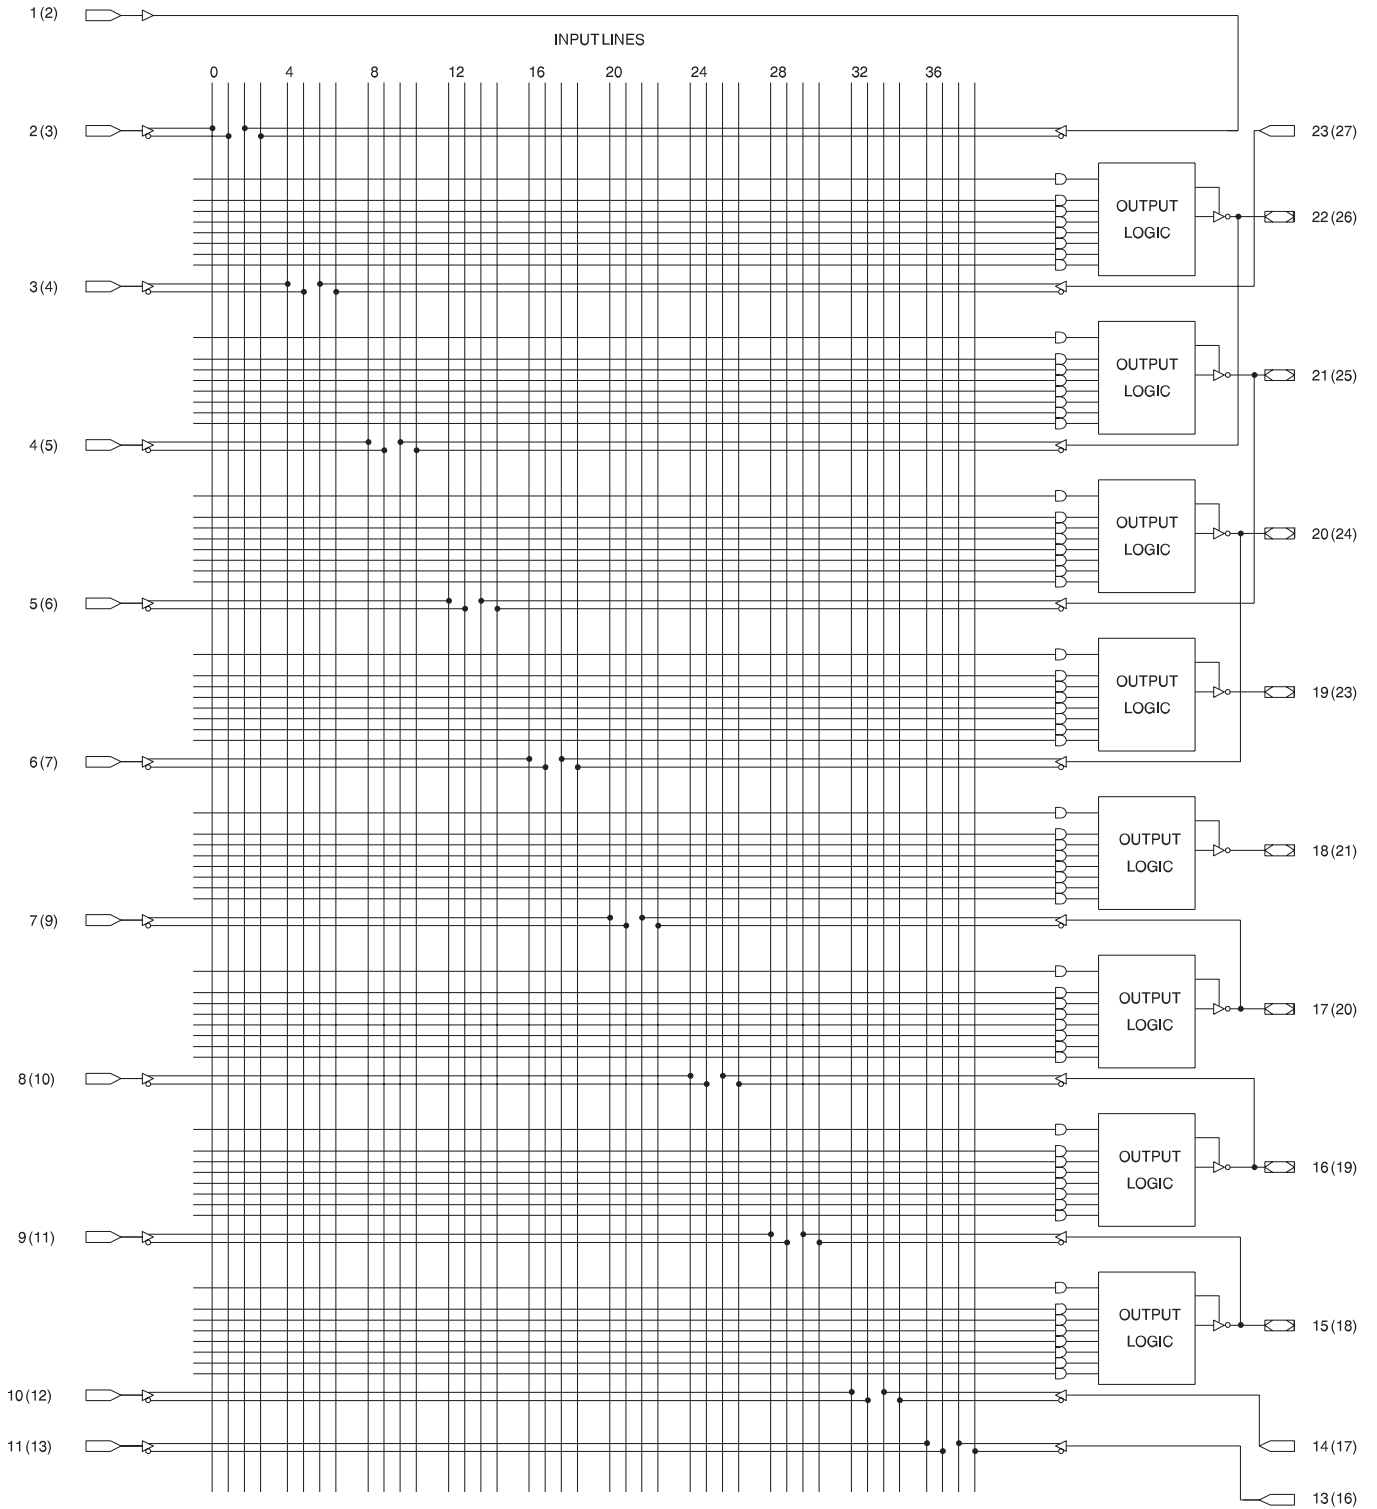 1(2)
INPUT LINES
0 4 8 12 16 20 24 28 32 36
2(3) 23(27)
OUTPUT
LOGIC
22(26)
3(4)
OUTPUT
LOGIC
21(25)
4(5)
OUTPUT
LOGIC
20(24)
5(6)
OUTPUT
LOGIC
19(23)
6(7)
OUTPUT
LOGIC
18(21)
7(9)
OUTPUT
LOGIC
17(20)
8(10)
OUTPUT
LOGIC
16(19)
9(11)
OUTPUT
LOGIC
15(18)
10(12)
11(13) 14(17)
13(16)